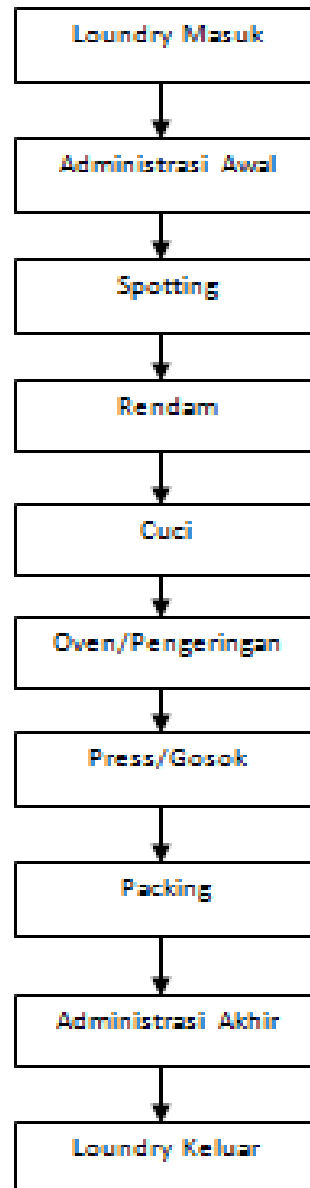 Loundry Masuk
Administrasi Awal
Spotting
Rendam
Cuci
Oven/Pengeringan
Press/Gosok
Packing
Administrasi Akhir
Loundry Keluar